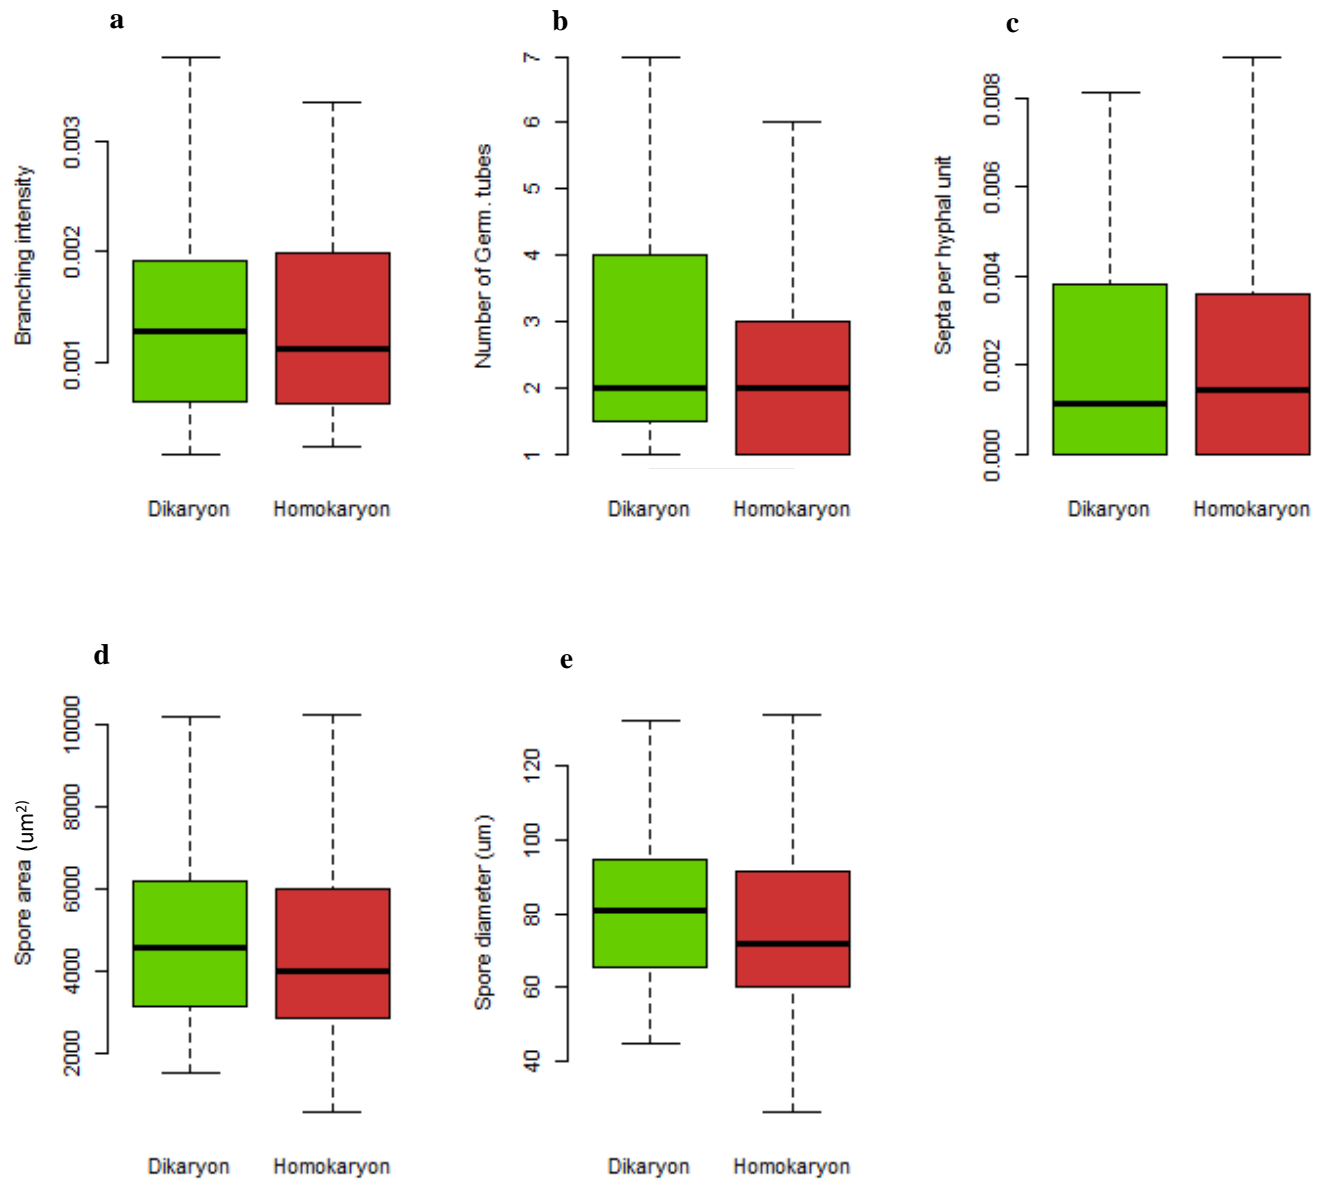 a
Branching intensity
0.001 0.002 0.003
Dikaryon Homokaryon
b
Number of Germ. tubes
1 2 3 4 5 6 7
Dikaryon Homokaryon
c
Septa per hyphal unit
0.000 0.002 0.004 0.006 0.008
Dikaryon Homokaryon
d
Spore area (um²⁾
2000 4000 6000 8000 10000
Dikaryon Homokaryon
e
Spore diameter (um)
40 60 80 100 120
Dikaryon Homokaryon